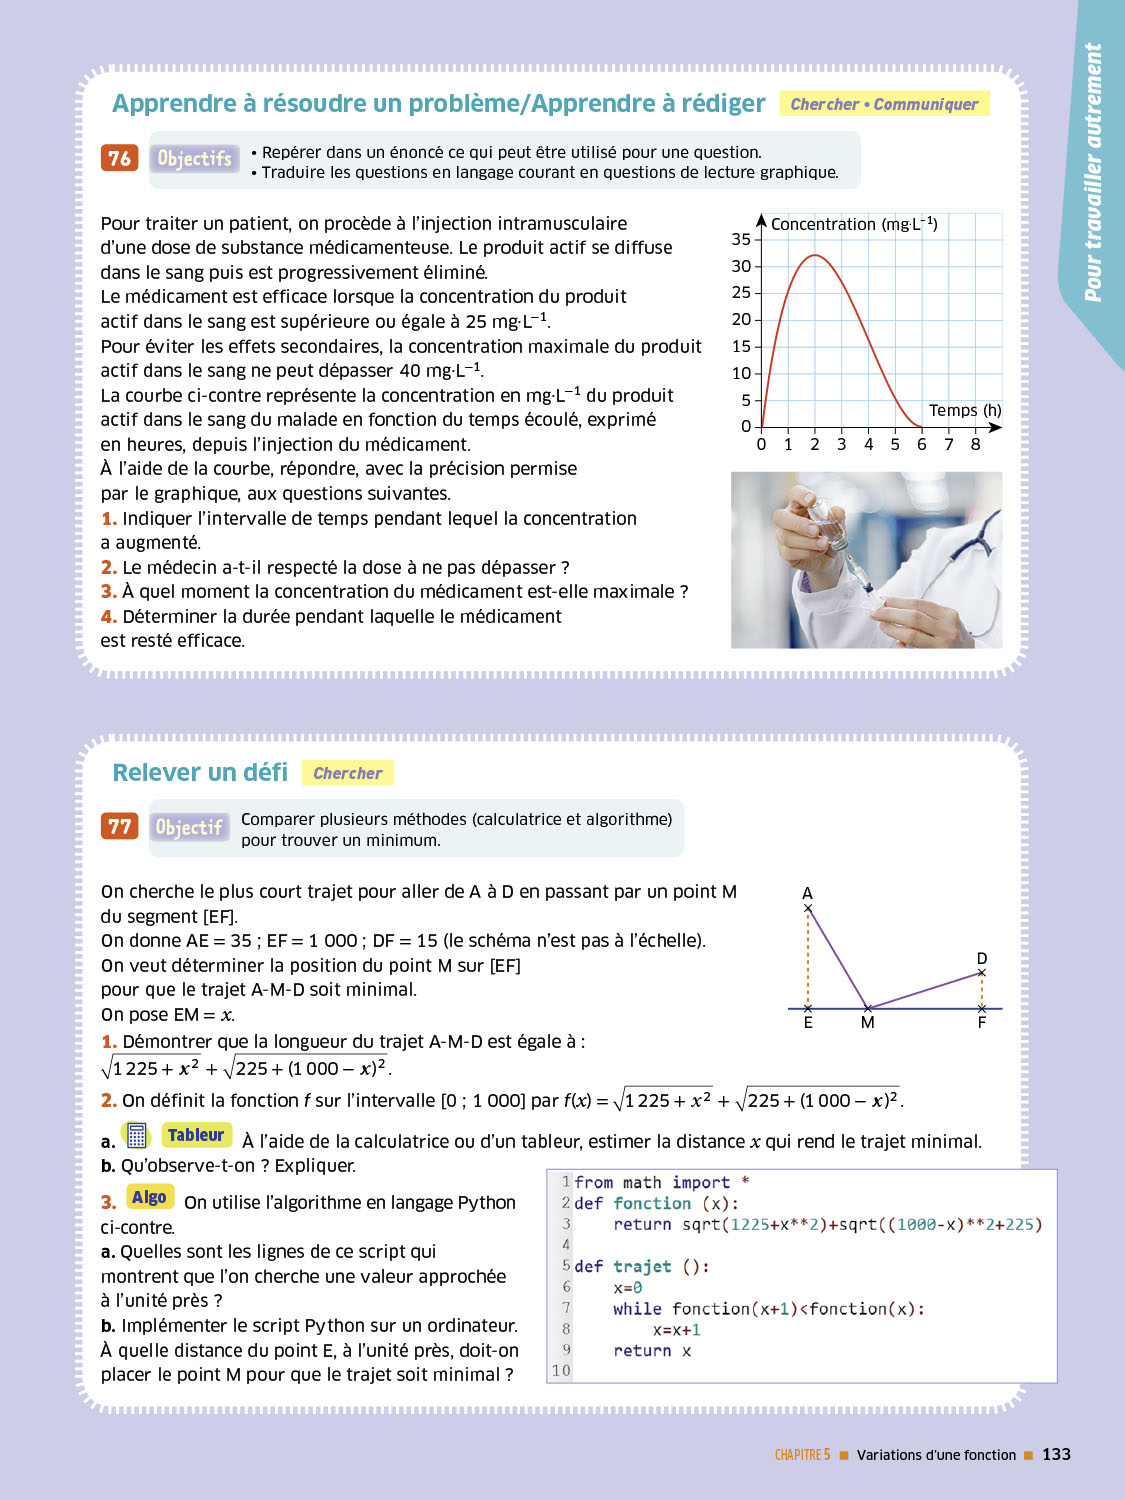 Pour travailler autrement
Apprendre à résoudre un problème/Apprendre à rédiger Chercher • Communiquer
76 Objectifs • Repérer dans un énoncé ce qui peut être utilisé pour une question.
• Traduire les questions en langage courant en questions de lecture graphique.
Pour traiter un patient, on procède à l'injection intramusculaire
d'une dose de substance médicamenteuse. Le produit actif se diffuse
dans le sang puis est progressivement éliminé.
Le médicament est efficace lorsque la concentration du produit
actif dans le sang est supérieure ou égale à 25 mg·L⁻¹.
Pour éviter les effets secondaires, la concentration maximale du produit
actif dans le sang ne peut dépasser 40 mg·L⁻¹.
La courbe ci-contre représente la concentration en mg·L⁻¹ du produit
actif dans le sang du malade en fonction du temps écoulé, exprimé
en heures, depuis l'injection du médicament.
À l'aide de la courbe, répondre, avec la précision permise
par le graphique, aux questions suivantes.
1. Indiquer l'intervalle de temps pendant lequel la concentration
a augmenté.
2. Le médecin a-t-il respecté la dose à ne pas dépasser ?
3. À quel moment la concentration du médicament est-elle maximale ?
4. Déterminer la durée pendant laquelle le médicament
est resté efficace.
Concentration (mg·L⁻¹)
35
30
25
20
15
10
5
0
Temps (h)
0 1 2 3 4 5 6 7 8
Relever un défi Chercher
77 Objectif Comparer plusieurs méthodes (calculatrice et algorithme)
pour trouver un minimum.
On cherche le plus court trajet pour aller de A à D en passant par un point M
du segment [EF].
On donne AE = 35 ; EF = 1 000 ; DF = 15 (le schéma n'est pas à l'échelle).
On veut déterminer la position du point M sur [EF]
pour que le trajet A-M-D soit minimal.
On pose EM = x.
A
D
E M F
1. Démontrer que la longueur du trajet A-M-D est égale à :
√(1 225 + x²) + √(225 + (1 000 − x)²).
2. On définit la fonction f sur l'intervalle [0 ; 1 000] par f(x) = √(1 225 + x²) + √(225 + (1 000 − x)²).
a. Tableur À l'aide de la calculatrice ou d'un tableur, estimer la distance x qui rend le trajet minimal.
b. Qu'observe-t-on ? Expliquer.
3. Algo On utilise l'algorithme en langage Python
ci-contre.
a. Quelles sont les lignes de ce script qui
montrent que l'on cherche une valeur approchée
à l'unité près ?
b. Implémenter le script Python sur un ordinateur.
À quelle distance du point E, à l'unité près, doit-on
placer le point M pour que le trajet soit minimal ?
1 from math import *
2 def fonction (x):
3     return sqrt(1225+x**2)+sqrt((1000-x)**2+225)
4
5 def trajet ():
6     x=0
7     while fonction(x+1)<fonction(x):
8         x=x+1
9     return x
10
CHAPITRE 5 ■ Variations d'une fonction ■ 133